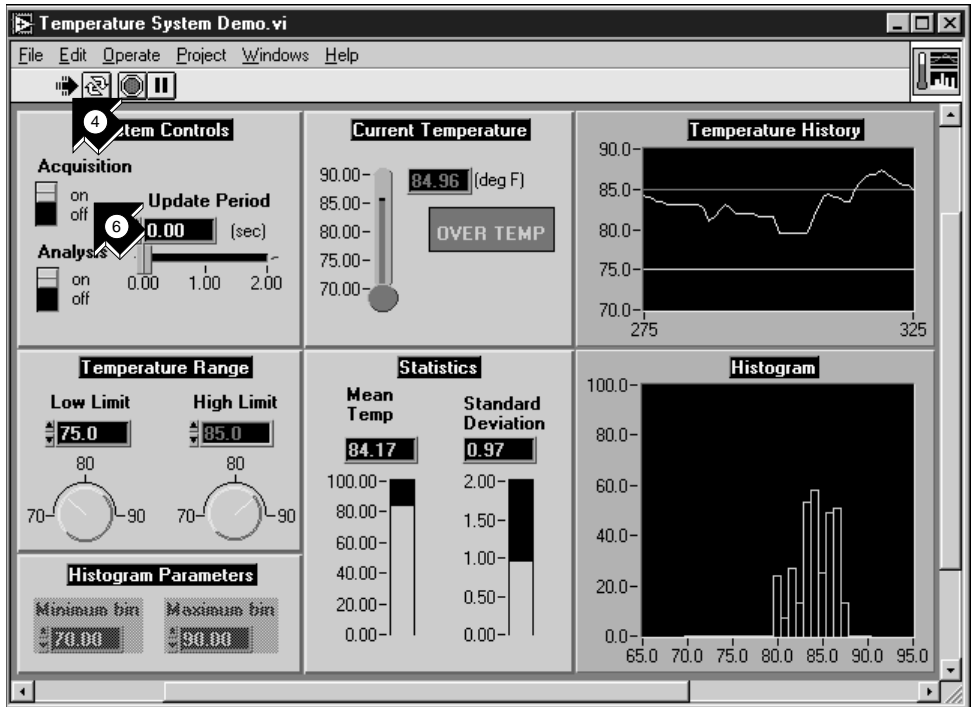 Temperature System Demo.vi
File Edit Operate Project Windows Help
4
tem Controls
Acquisition
on
off
Update Period
6
0.00 (sec)
Analysis
on
off
0.00 1.00 2.00
Current Temperature
90.00
85.00
80.00
75.00
70.00
84.96 (deg F)
OVER TEMP
Temperature History
90.0
85.0
80.0
75.0
70.0
275 325
Temperature Range
Low Limit High Limit
75.0 85.0
80 80
70 90 70 90
Histogram Parameters
Minimum bin Maximum bin
70.00 90.00
Statistics
Mean Temp
84.17
100.00
80.00
60.00
40.00
20.00
0.00
Standard Deviation
0.97
2.00
1.50
1.00
0.50
0.00
Histogram
100.0
80.0
60.0
40.0
20.0
0.0
65.0 70.0 75.0 80.0 85.0 90.0 95.0